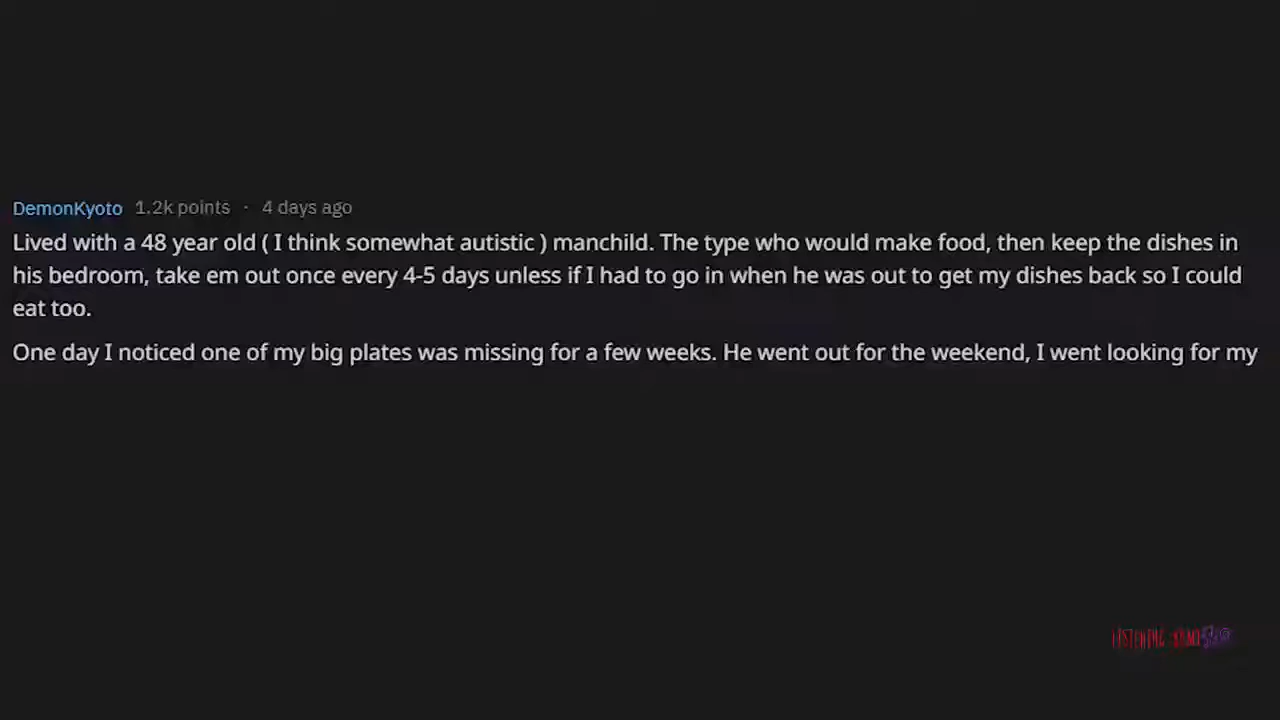 DemonKyoto 1.2k points · 4 days ago
Lived with a 48 year old ( I think somewhat autistic ) manchild. The type who would make food, then keep the dishes in
his bedroom, take em out once every 4-5 days unless if I had to go in when he was out to get my dishes back so I could
eat too.
One day I noticed one of my big plates was missing for a few weeks. He went out for the weekend, I went looking for my